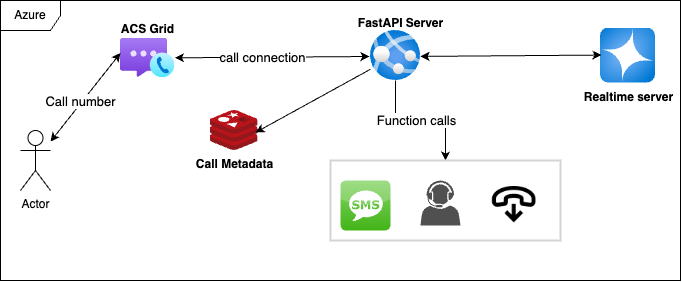 Azure
ACS Grid
FastAPI Server
call connection
Realtime server
Call number
Function calls
Call Metadata
SMS
Actor